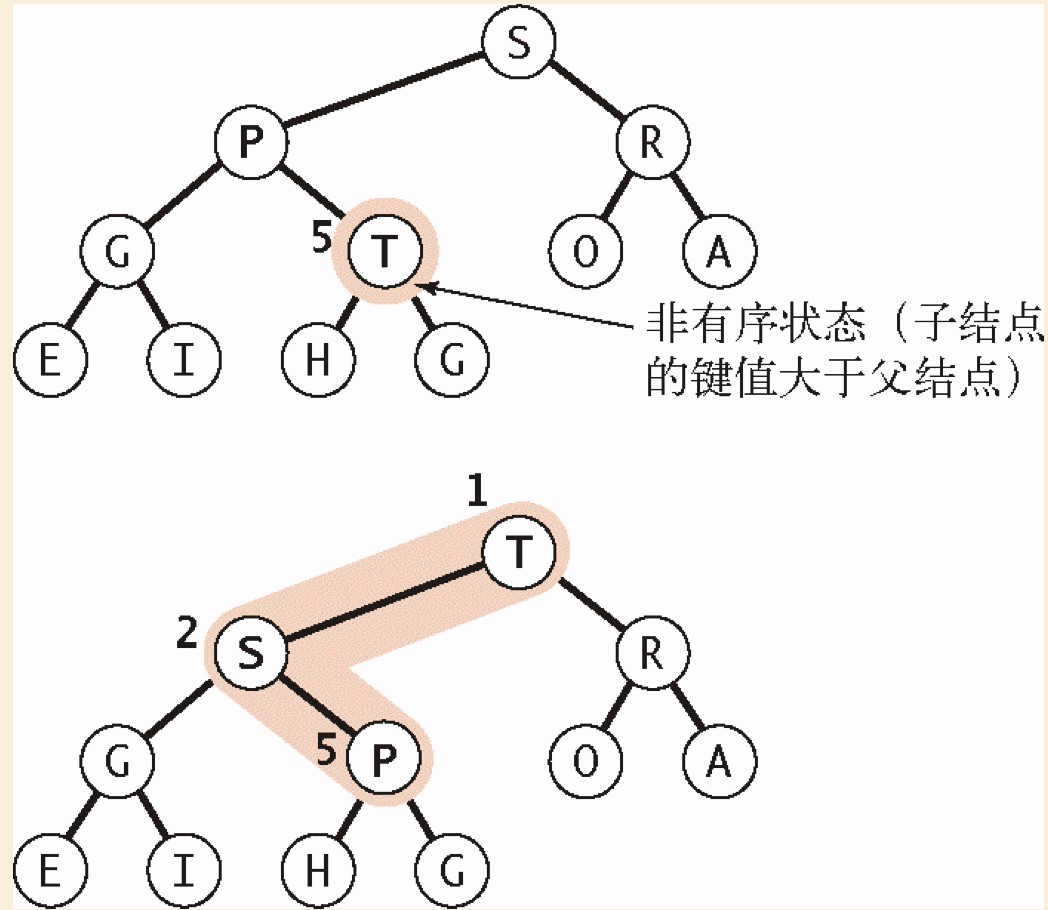 S
P R
G 5 T O A
E I H G
非有序状态（子结点
的键值大于父结点）
1
T
2 S R
G 5 P O A
E I H G